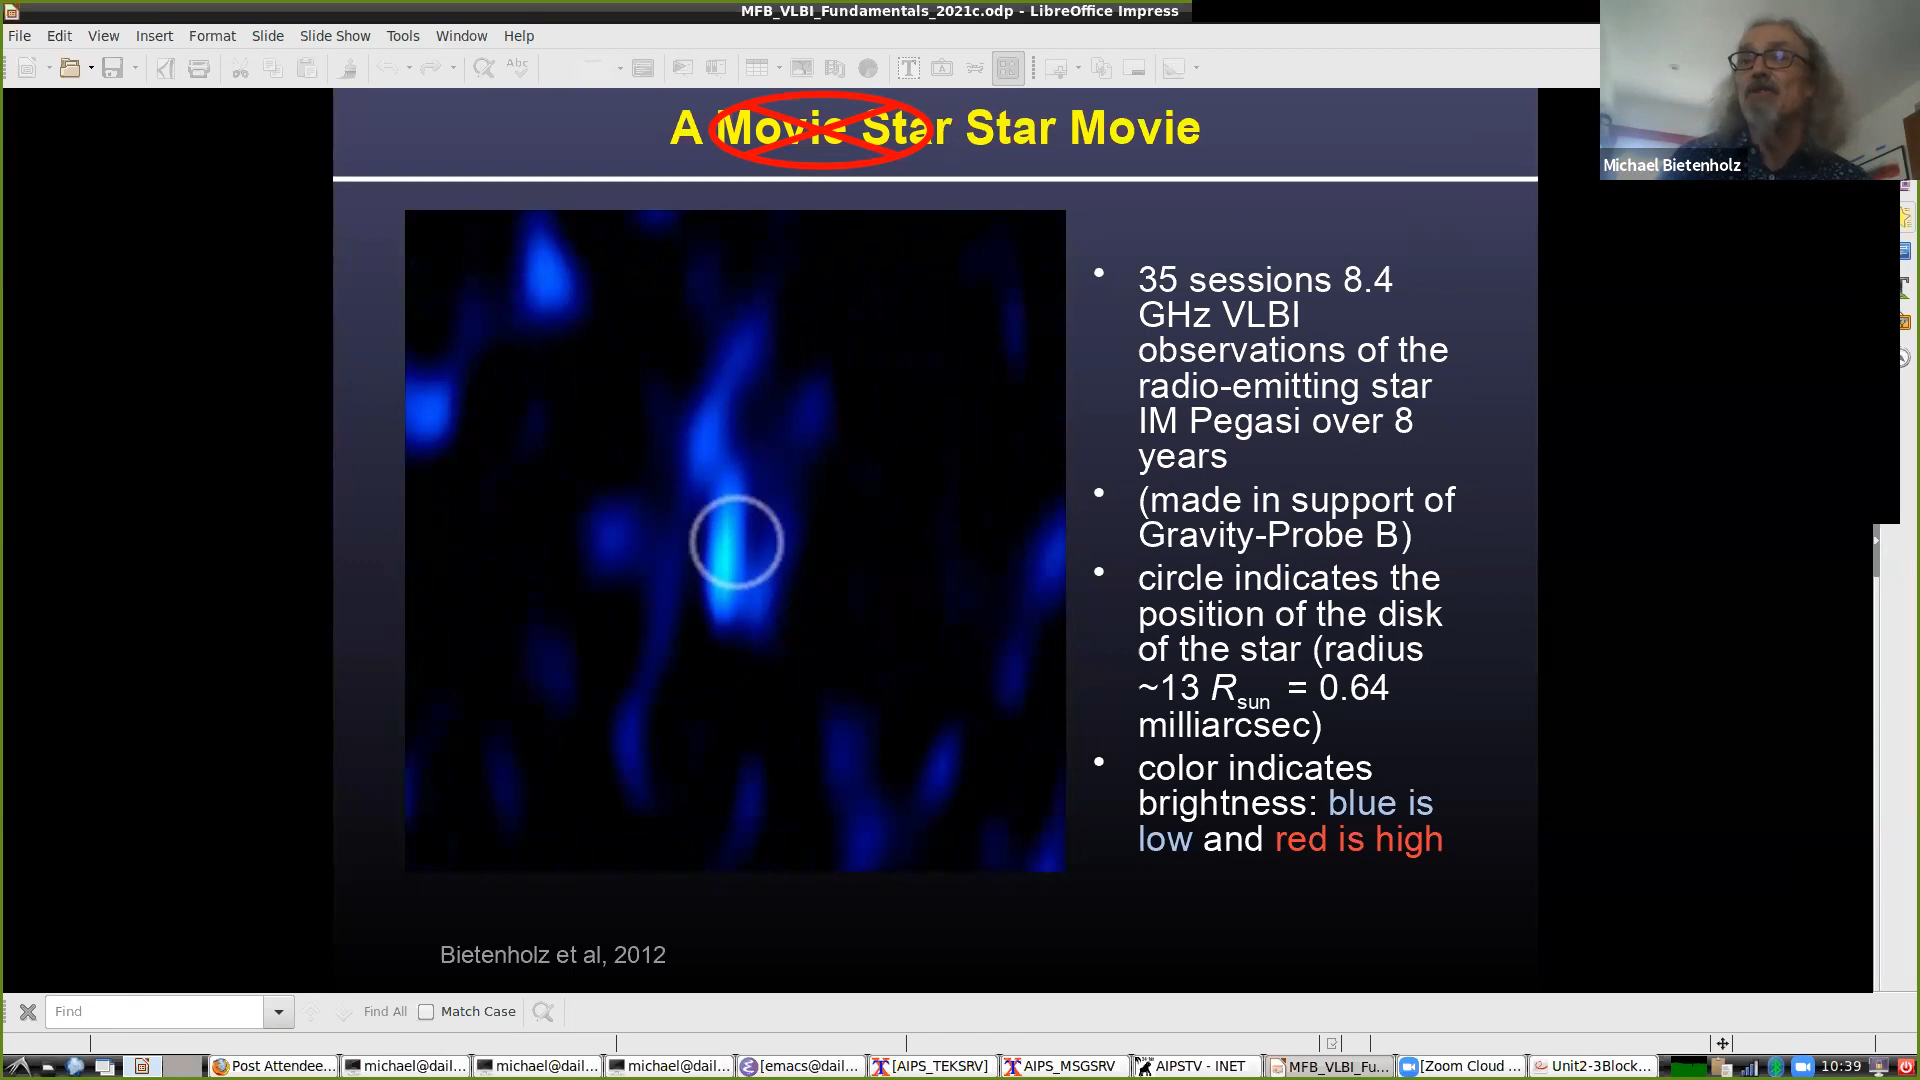 MFB_VLBI_Fundamentals_2021c.odp - LibreOffice Impress
File Edit View Insert Format Slide Slide Show Tools Window Help
Abc
T
A Movie Star Star Movie
Michael Bietenholz
• 35 sessions 8.4
GHz VLBI
observations of the
radio-emitting star
IM Pegasi over 8
years
• (made in support of
Gravity-Probe B)
• circle indicates the
position of the disk
of the star (radius
~13 Rsun = 0.64
milliarcsec)
• color indicates
brightness: blue is
low and red is high
Bietenholz et al, 2012
Find Find All Match Case
Post Attendee... michael@dail... michael@dail... michael@dail... [emacs@dail... [AIPS_TEKSRV] AIPS_MSGSRV AIPSTV - INET MFB_VLBI_Fu... [Zoom Cloud ... Unit2-3Block... 10:39